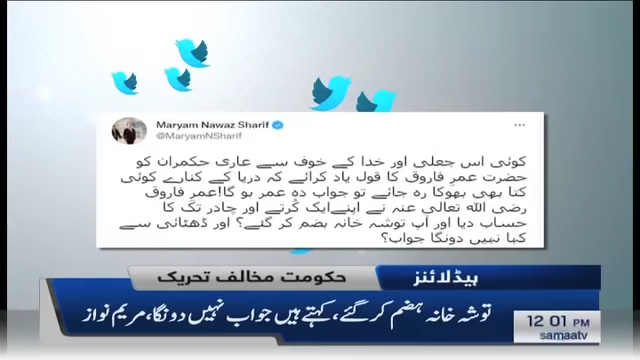 Maryam Nawaz Sharif
@MaryamNSharif
کوئی اس جعلی اور خدا کے خوف سے عاری حکمران کو
حضرت عمرِ فاروق کا قول یاد کرائے کہ دریا کے کنارے کوئی
کتا بھی بھوکا رہ جائے تو جواب دہ عمر ہو گا!عمرِ فاروق
رضی اللہ تعالی عنہ نے اپنے ایک کُرتے اور چادر تک کا
حساب دیا اور آپ توشہ خانہ ہضم کر گئے؟ اور ڈھٹائی سے
کہا نہیں دونگا جواب؟
ہیڈلائنز
حکومت مخالف تحریک
توشہ خانہ ہضم کر گئے، کہتے ہیں جواب نہیں دونگا، مریم نواز
12 01 PM
samaatv